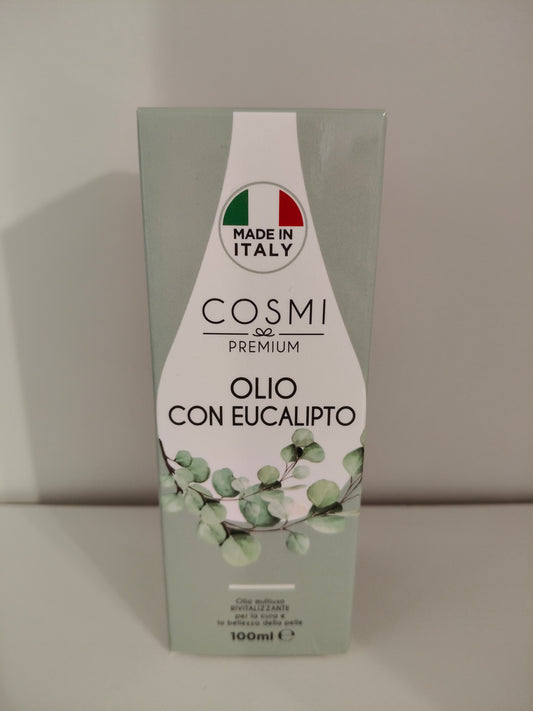 MADE IN
ITALY
COSMI
PREMIUM
OLIO
CON EUCALIPTO
Olio multiuso
RIVITALIZZANTE
per la cura e
la bellezza della pelle
100ml ℮